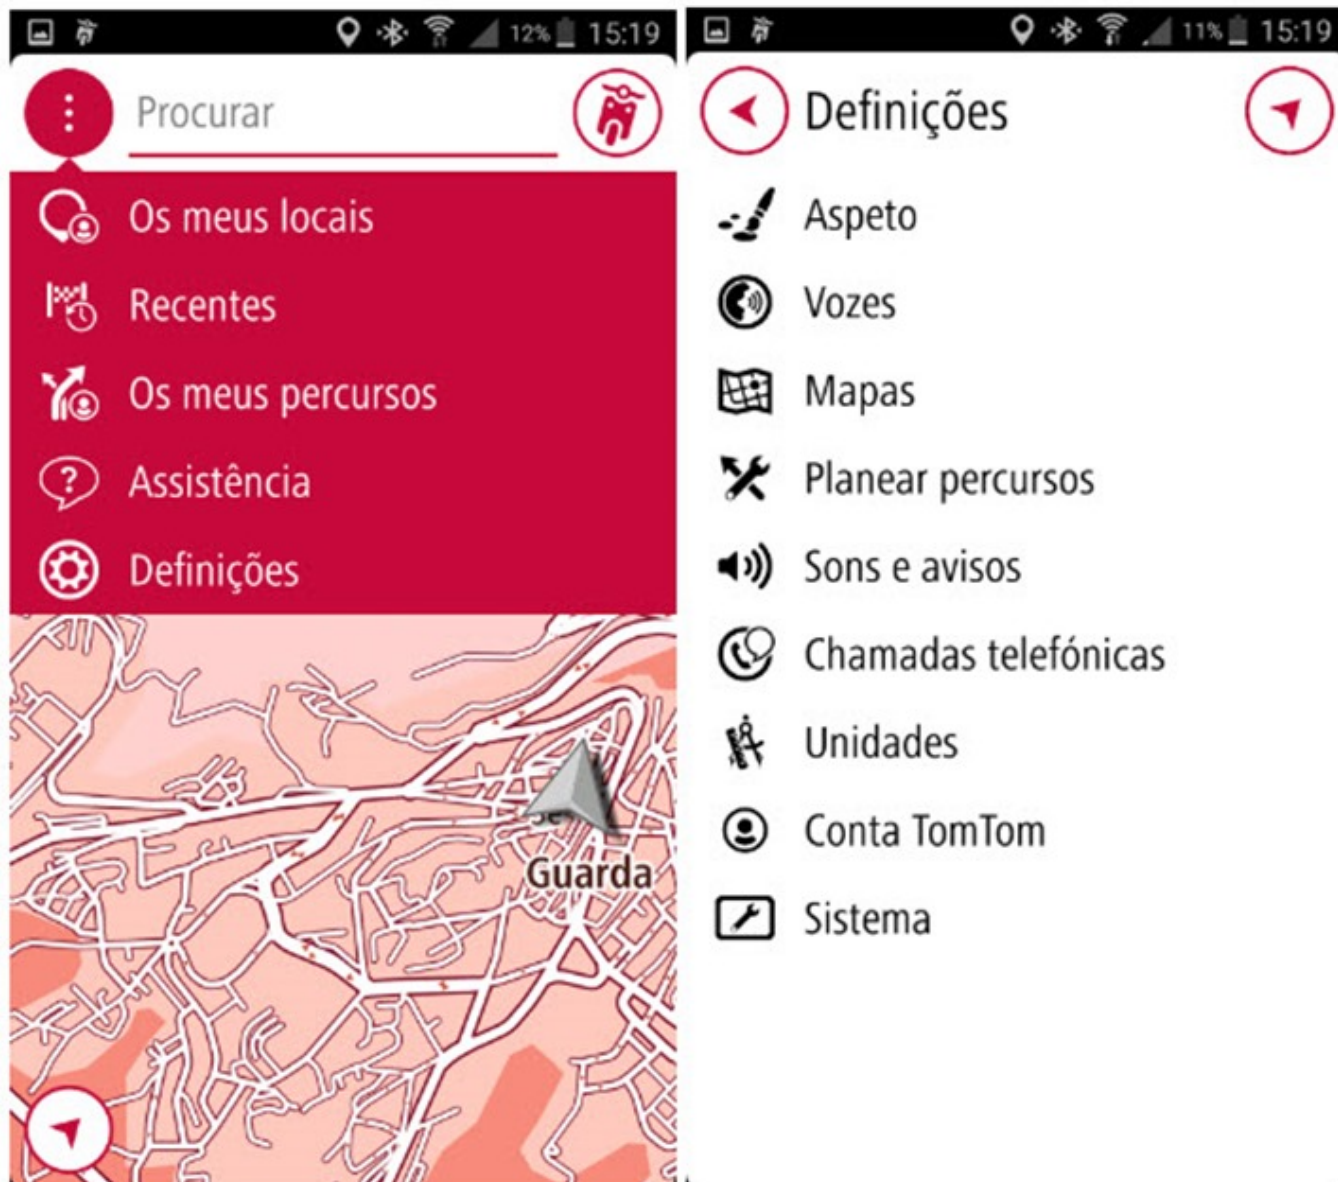 12% 15:19
Procurar
Os meus locais
Recentes
Os meus percursos
Assistência
Definições
Guarda
11% 15:19
Definições
Aspeto
Vozes
Mapas
Planear percursos
Sons e avisos
Chamadas telefónicas
Unidades
Conta TomTom
Sistema